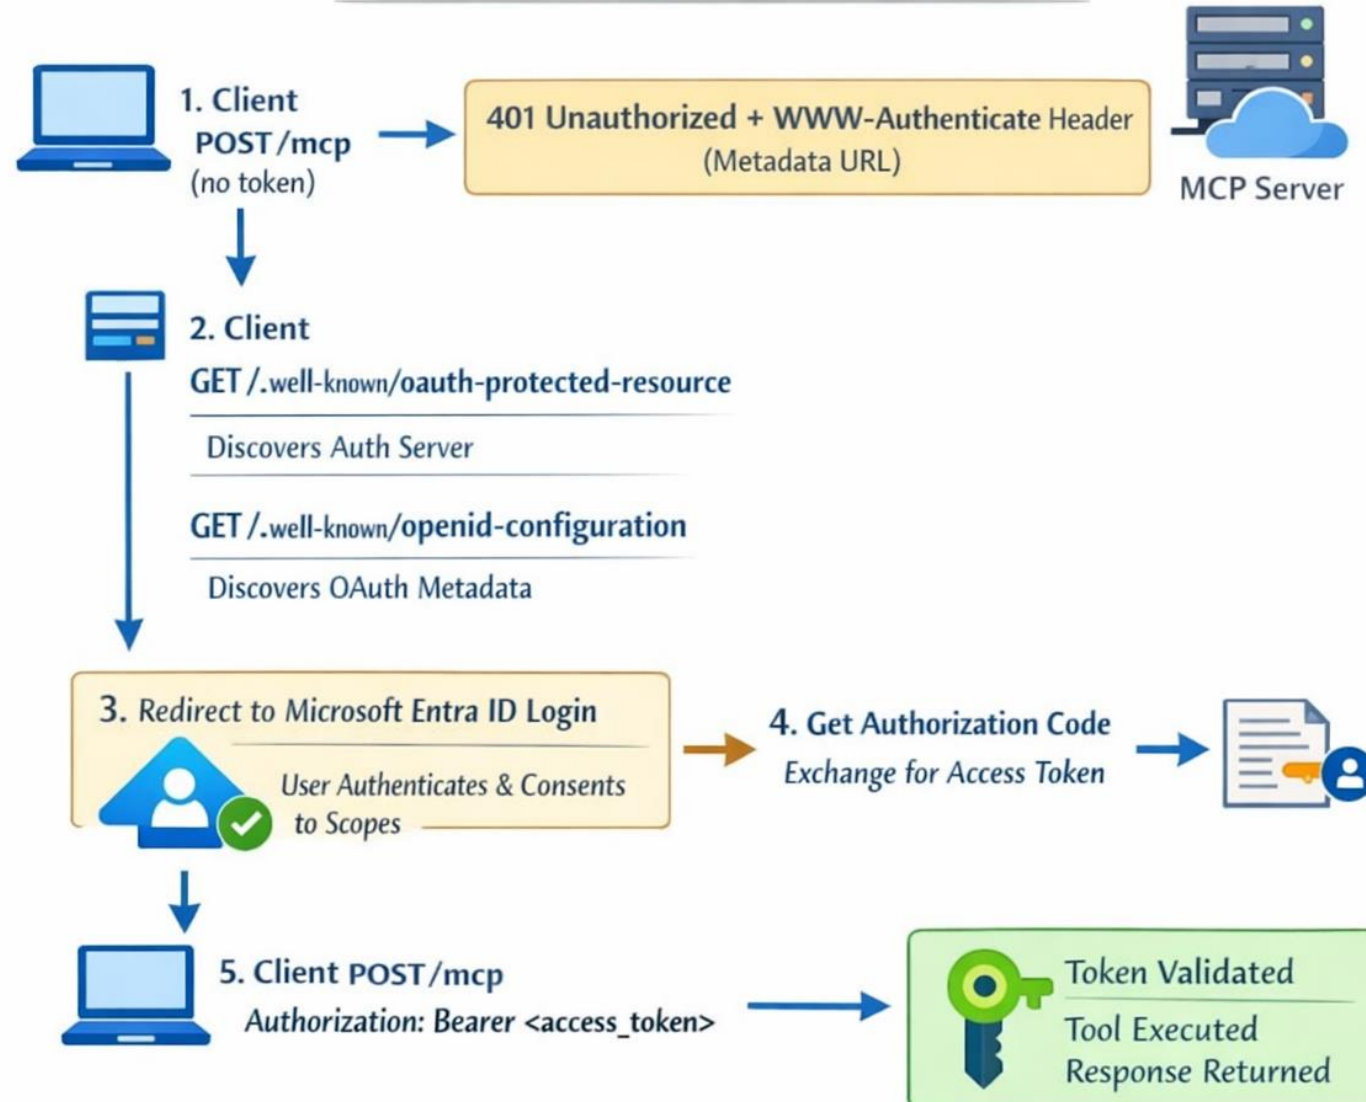 1. Client
POST/mcp
(no token)
401 Unauthorized + WWW-Authenticate Header
(Metadata URL)
MCP Server
2. Client
GET/.well-known/oauth-protected-resource
Discovers Auth Server
GET/.well-known/openid-configuration
Discovers OAuth Metadata
3. Redirect to Microsoft Entra ID Login
User Authenticates & Consents
to Scopes
4. Get Authorization Code
Exchange for Access Token
5. Client POST/mcp
Authorization: Bearer <access_token>
Token Validated
Tool Executed
Response Returned